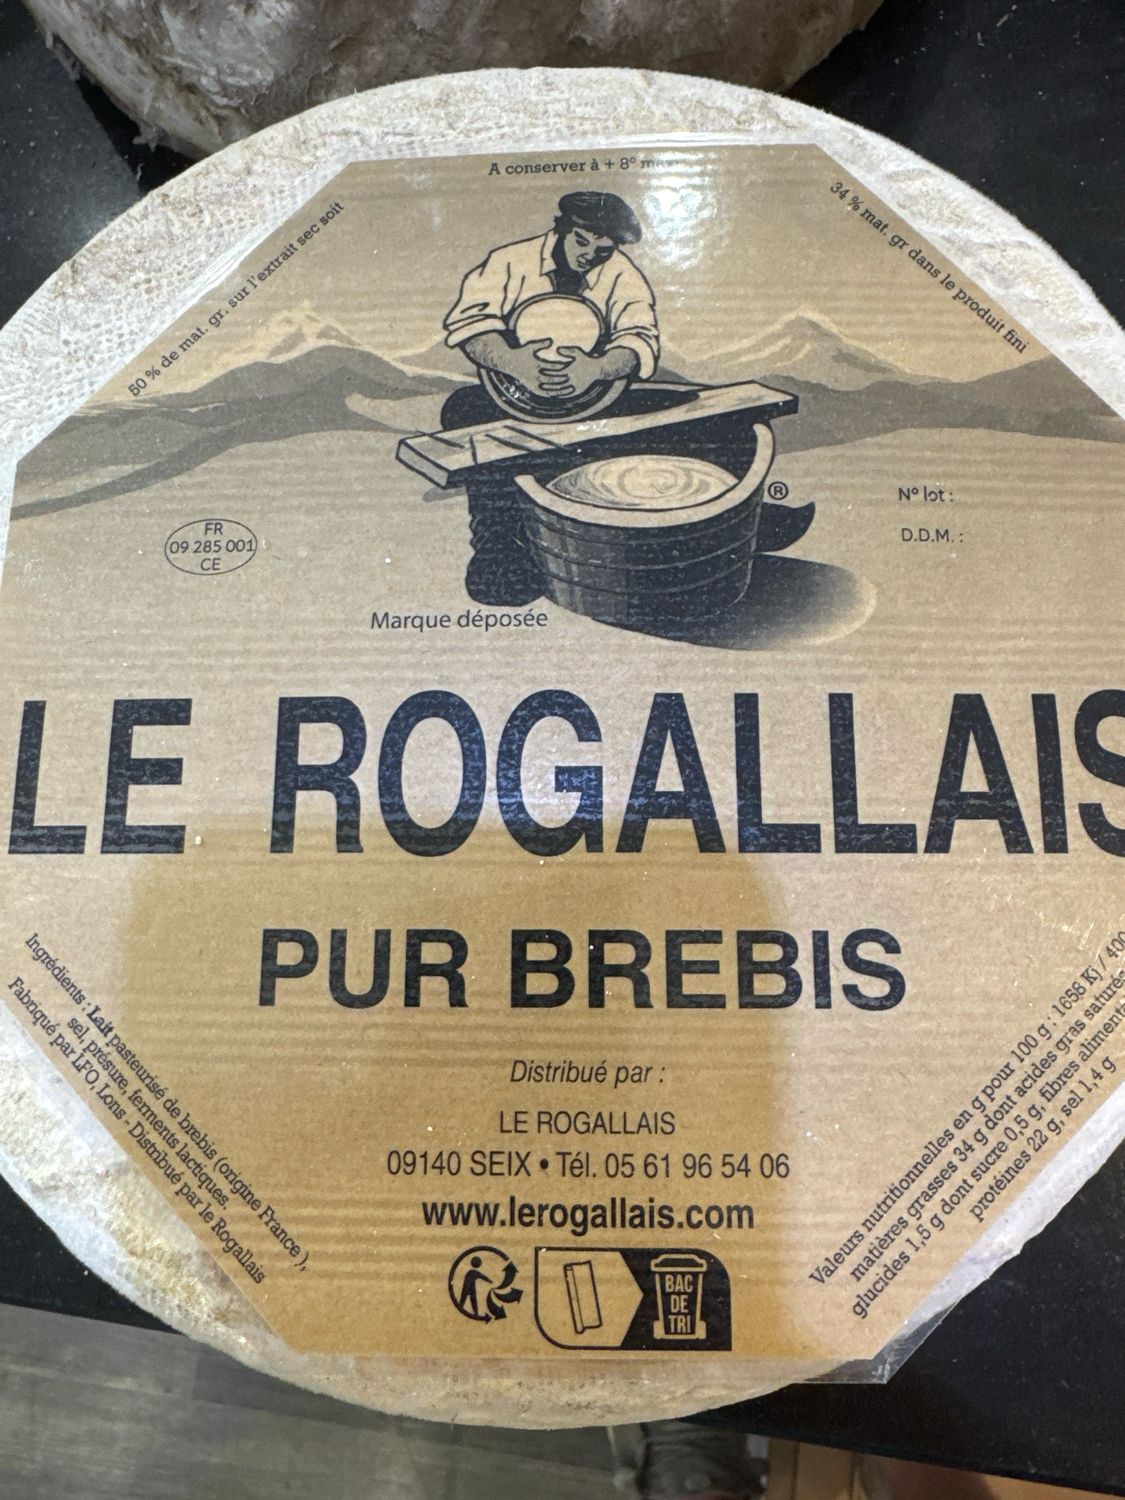 A conserver à + 8°
50 % de mat. gr. sur l'extrait sec soit
34 % mat. gr dans le produit fini
®
N° lot :
D.D.M. :
FR
09 285 001
CE
Marque déposée
LE ROGALLAIS
PUR BREBIS
Distribué par :
LE ROGALLAIS
09140 SEIX • Tél. 05 61 96 54 06
www.lerogallais.com
BAC
DE
TRI
Ingrédients : Lait pasteurisé de brebis (origine France ),
sel, présure, ferments lactiques.
Fabriqué par LFO, Lons - Distribué par le Rogallais
Valeurs nutritionnelles en g pour 100 g : 1658 Kj / 400
matières grasses 34 g dont acides gras saturés
glucides 1,5 g dont sucre 0,5 g, fibres
protéines 22 g, sel 1,4 g